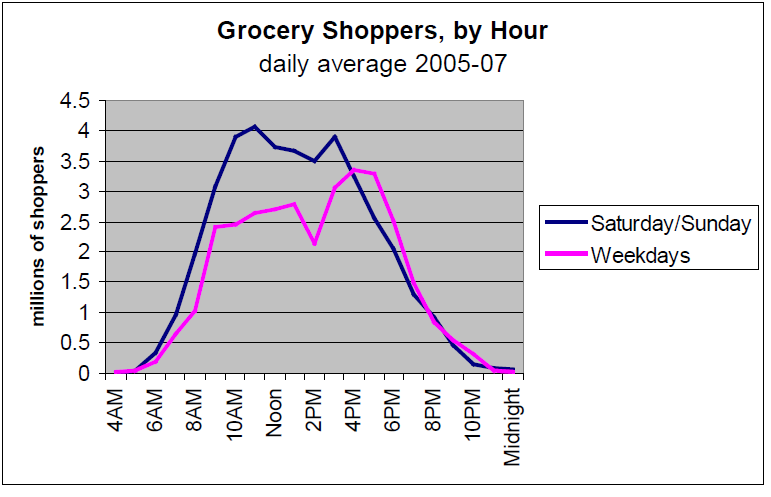 Grocery Shoppers, by Hour
daily average 2005-07
millions of shoppers
4.5
4
3.5
3
2.5
2
1.5
1
0.5
0
4AM
6AM
8AM
10AM
Noon
2PM
4PM
6PM
8PM
10PM
Midnight
Saturday/Sunday
Weekdays